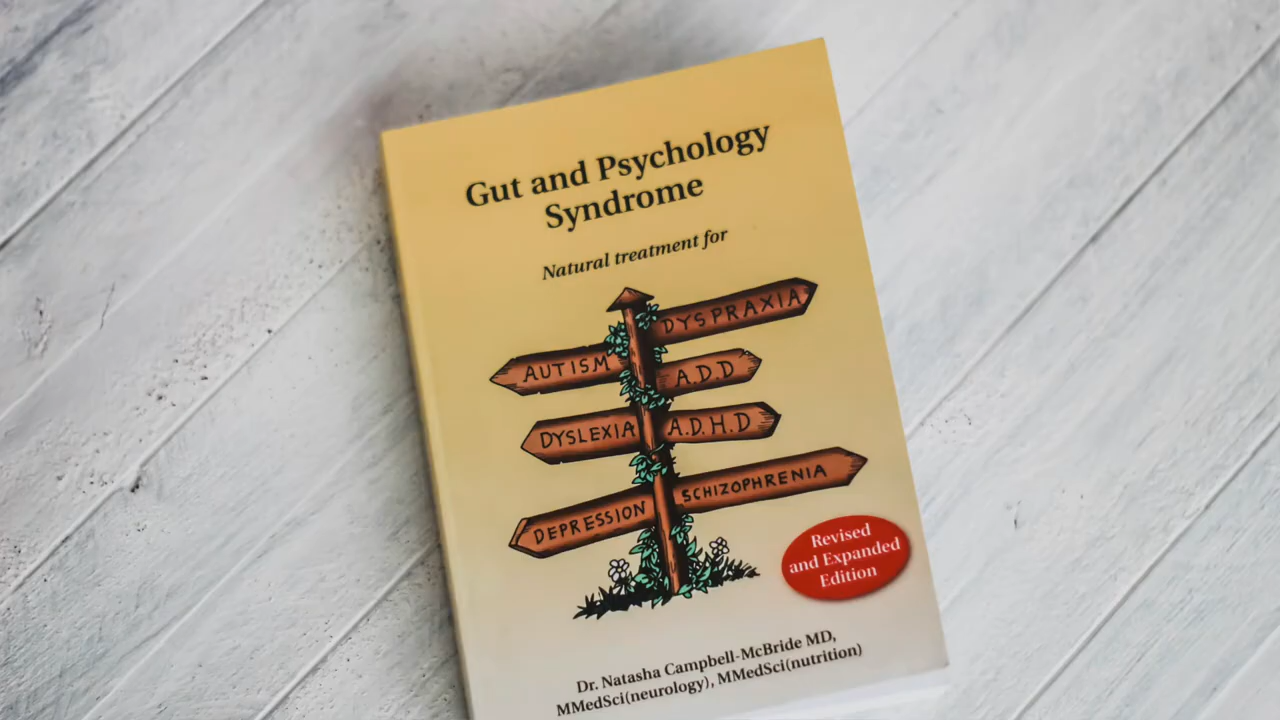 Gut and Psychology
Syndrome
Natural treatment for
DYSPRAXIA
AUTISM
A.D.D
DYSLEXIA
A.D.H.D
SCHIZOPHRENIA
DEPRESSION
Revised
and Expanded
Edition
Dr. Natasha Campbell-McBride MD,
MMedSci(neurology), MMedSci(nutrition)